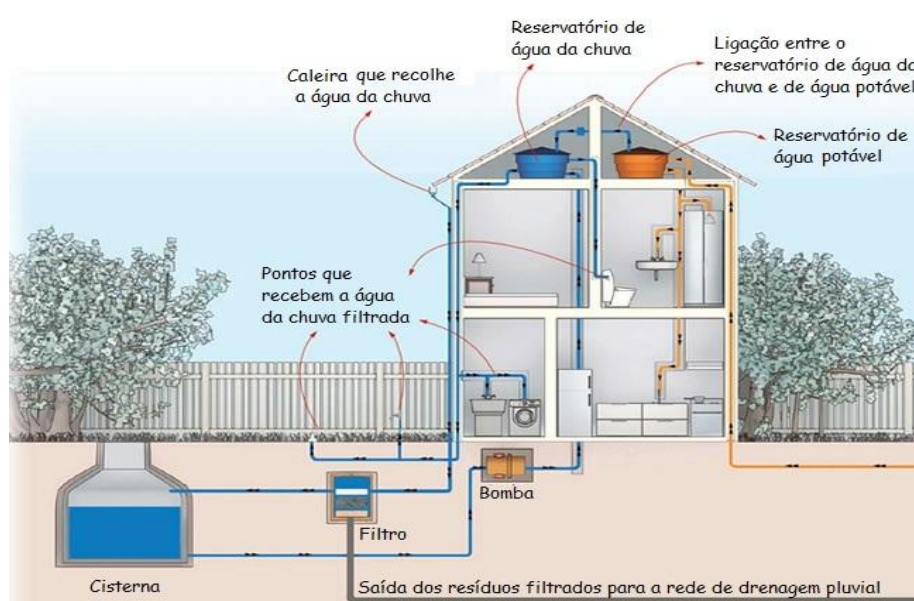 Reservatório de
água da chuva
Ligação entre o
reservatório de água da
chuva e de água potável
Caleira que recolhe
a água da chuva
Reservatório de
água potável
Pontos que
recebem a água
da chuva filtrada
Bomba
Filtro
Cisterna
Saída dos resíduos filtrados para a rede de drenagem pluvial